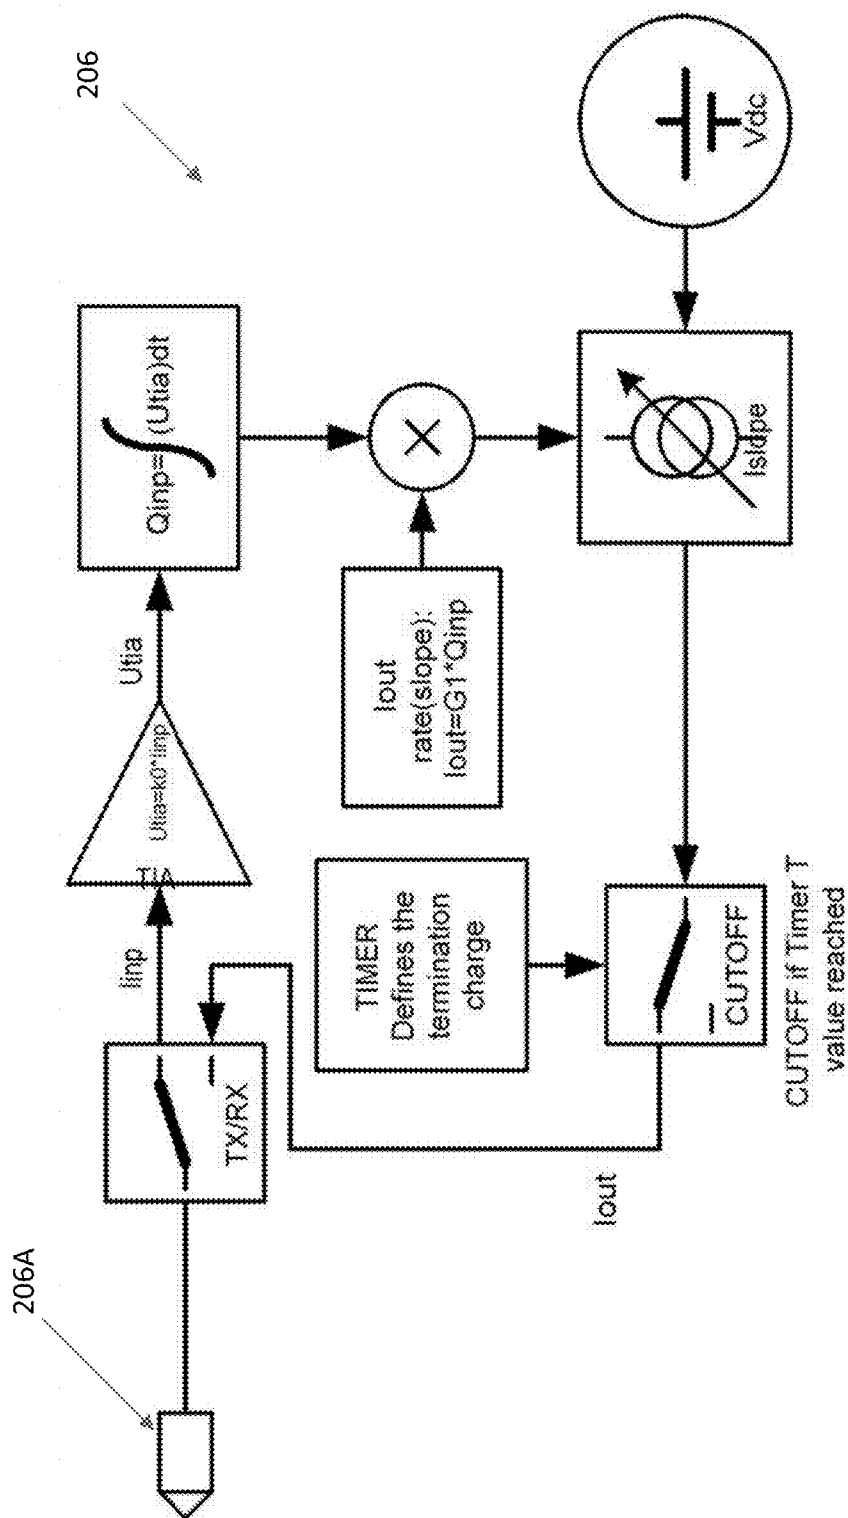 206
206A
TX/RX
Iinp
TIA
Utia=k0*Iinp
Utia
Qinp= (Utia)dt
Iout
rate(slope):
Iout=G1*Qinp
TIMER
Defines the
termination
charge
Islope
Vdc
CUTOFF
CUTOFF if Timer T
value reached
Iout